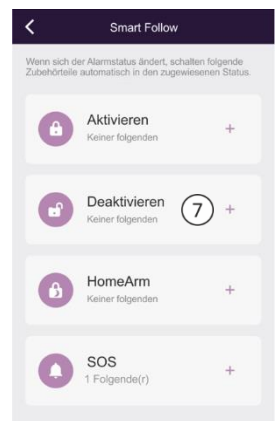 Smart Follow
Wenn sich der Alarmstatus ändert, schalten folgende
Zubehörteile automatisch in den zugewiesenen Status.
Aktivieren
Keiner folgenden
Deaktivieren
Keiner folgenden
7
HomeArm
Keiner folgenden
SOS
1 Folgende(r)